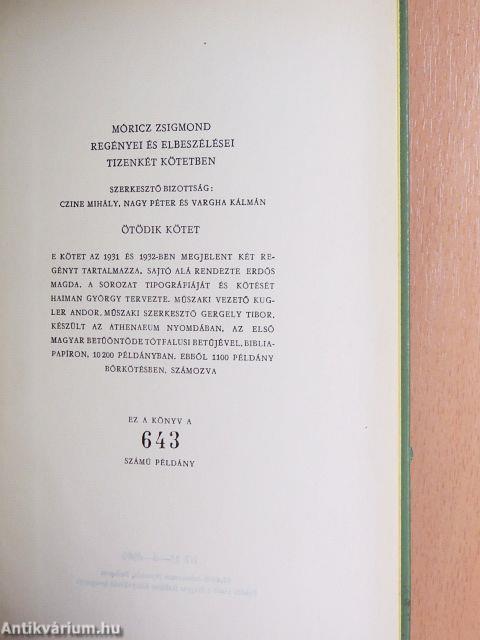 MÓRICZ ZSIGMOND
REGÉNYEI ÉS ELBESZÉLÉSEI
TIZENKÉT KÖTETBEN
SZERKESZTŐ BIZOTTSÁG:
CZINE MIHÁLY, NAGY PÉTER ÉS VARGHA KÁLMÁN
ÖTÖDIK KÖTET
E KÖTET AZ 1931 ÉS 1932-BEN MEGJELENT KÉT RE-
GÉNYT TARTALMAZZA. SAJTÓ ALÁ RENDEZTE ERDŐS
MAGDA. A SOROZAT TIPOGRÁFIÁJÁT ÉS KÖTÉSÉT
HAIMAN GYÖRGY TERVEZTE. MŰSZAKI VEZETŐ KUG-
LER ANDOR. MŰSZAKI SZERKESZTŐ GERGELY TIBOR.
KÉSZÜLT AZ ATHENAEUM NYOMDÁBAN, AZ ELSŐ
MAGYAR BETŰÖNTÖDE TÓTFALUSI BETŰJÉVEL, BIBLIA-
PAPÍRON, 10 200 PÉLDÁNYBAN. EBBŐL 1100 PÉLDÁNY
BŐRKÖTÉSBEN, SZÁMOZVA
EZ A KÖNYV A
643
SZÁMÚ PÉLDÁNY
Antikvárium.hu